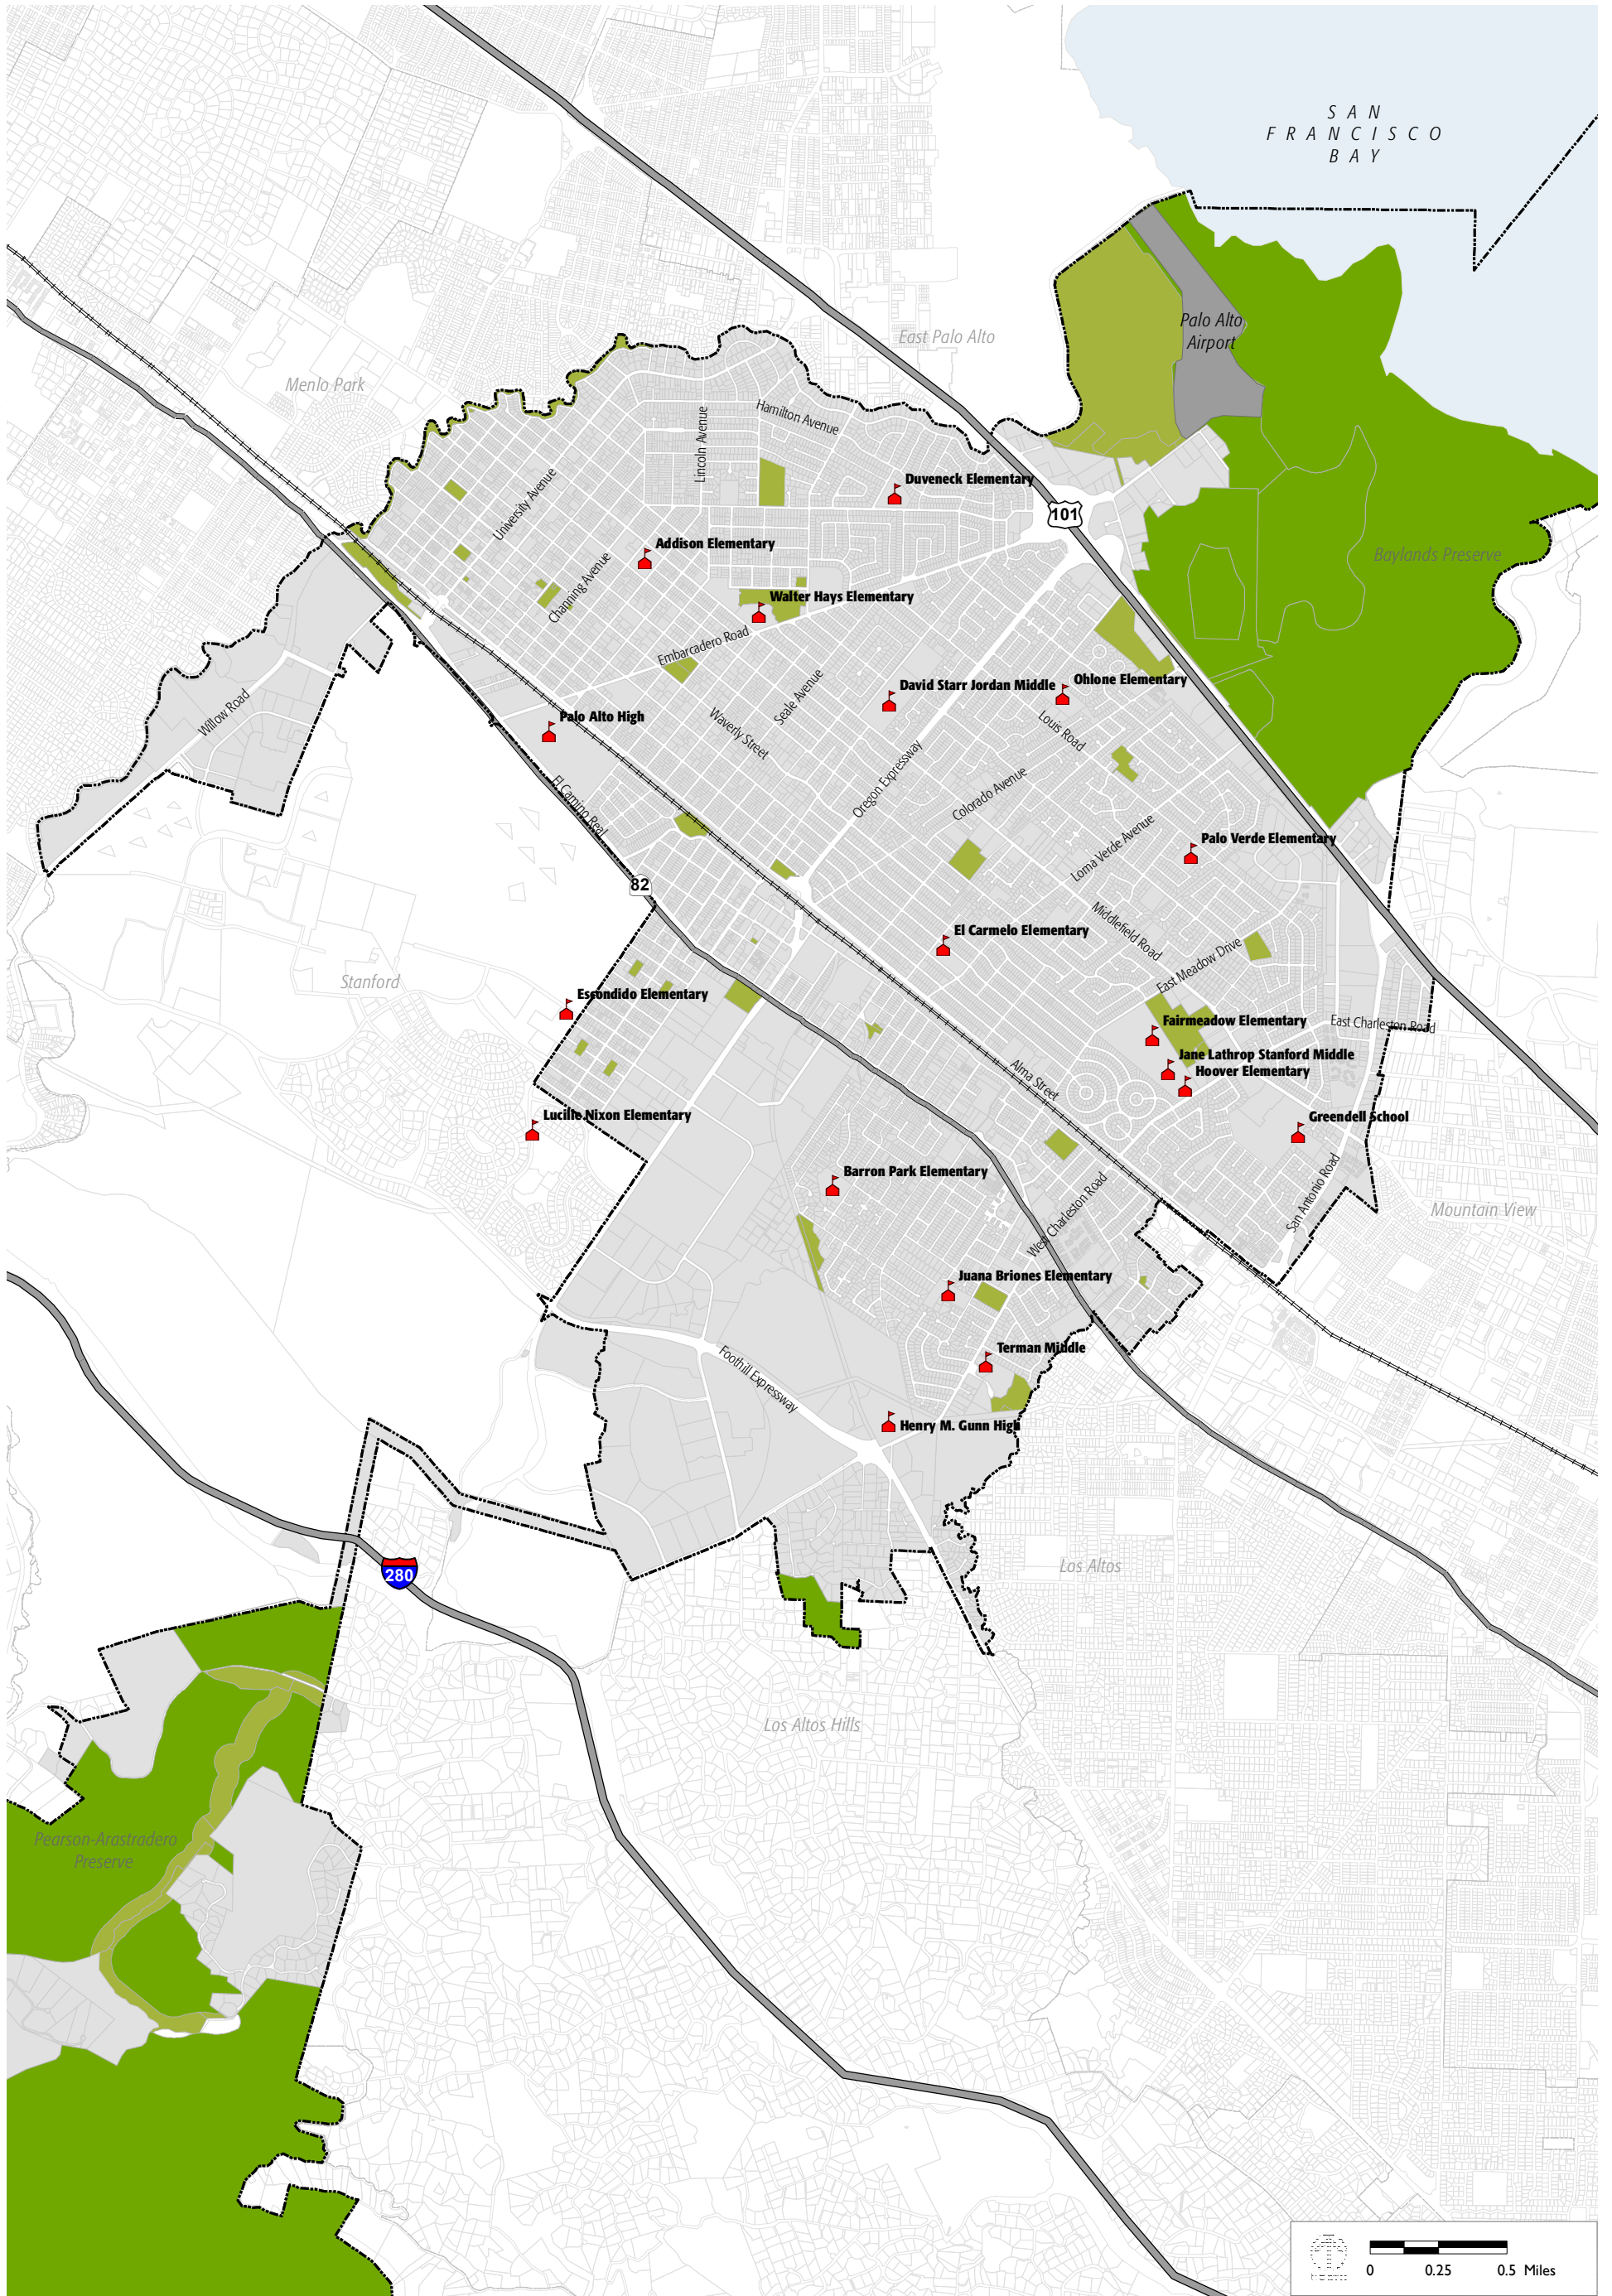 SAN
FRANCISCO
BAY
Palo Alto
Airport
East Palo Alto
Menlo Park
Hamilton Avenue
Lincoln Avenue
University Avenue
Duveneck Elementary
101
Addison Elementary
Baylands Preserve
Channing Avenue
Walter Hays Elementary
Embarcadero Road
Seale Avenue
David Starr Jordan Middle
Ohlone Elementary
Willow Road
Palo Alto High
Waverly Street
Louis Road
Oregon Expressway
Colorado Avenue
El Camino Real
Loma Verde Avenue
Palo Verde Elementary
82
Middlefield Road
El Carmelo Elementary
East Meadow Drive
Stanford
Escondido Elementary
Fairmeadow Elementary
East Charleston Road
Jane Lathrop Stanford Middle
Hoover Elementary
Alma Street
Lucille Nixon Elementary
Greendell School
Barron Park Elementary
San Antonio Road
Mountain View
West Charleston Road
Juana Briones Elementary
Terman Middle
Foothill Expressway
Henry M. Gunn High
Los Altos
280
Los Altos Hills
Pearson-Arastradero
Preserve
0 0.25 0.5 Miles